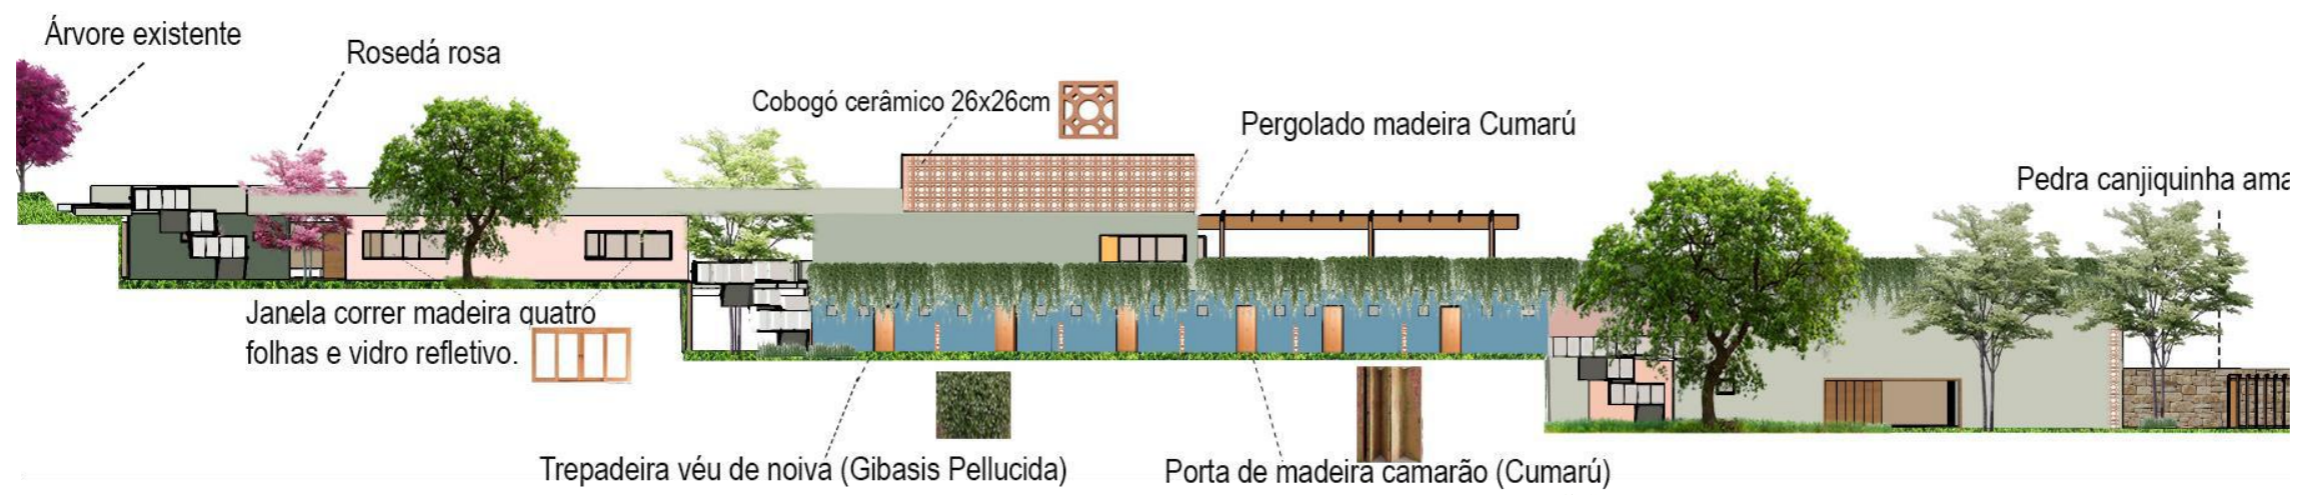 Árvore existente
Rosedá rosa
Cobogó cerâmico 26x26cm
Pergolado madeira Cumarú
Pedra canjiquinha ama
Janela correr madeira quatro
folhas e vidro refletivo.
Trepadeira véu de noiva (Gibasis Pellucida)
Porta de madeira camarão (Cumarú)